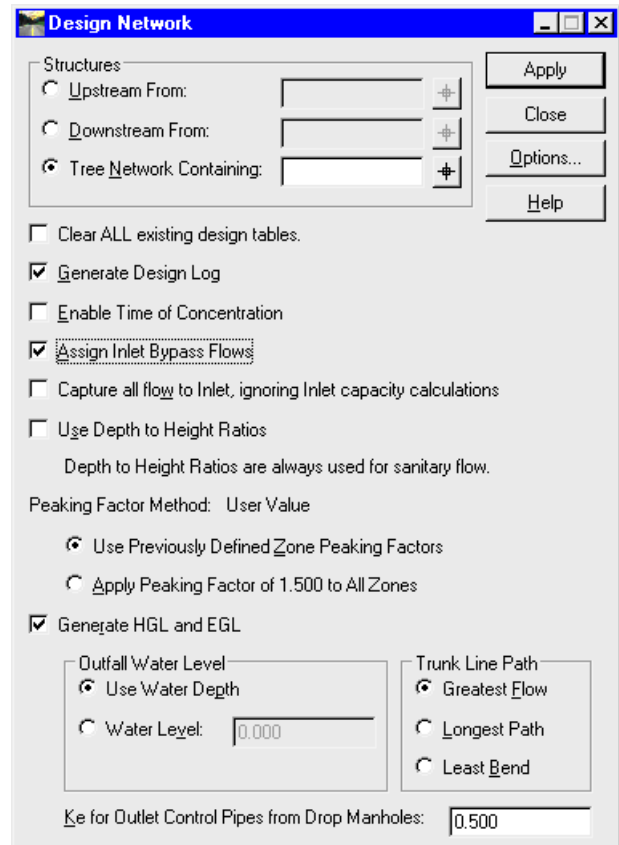 Design Network
Structures
Upstream From:
Downstream From:
Tree Network Containing:
Apply
Close
Options...
Help
Clear ALL existing design tables.
Generate Design Log
Enable Time of Concentration
Assign Inlet Bypass Flows
Capture all flow to Inlet, ignoring Inlet capacity calculations
Use Depth to Height Ratios
Depth to Height Ratios are always used for sanitary flow.
Peaking Factor Method: User Value
Use Previously Defined Zone Peaking Factors
Apply Peaking Factor of 1.500 to All Zones
Generate HGL and EGL
Outfall Water Level
Use Water Depth
Water Level: 0.000
Trunk Line Path
Greatest Flow
Longest Path
Least Bend
Ke for Outlet Control Pipes from Drop Manholes: 0.500